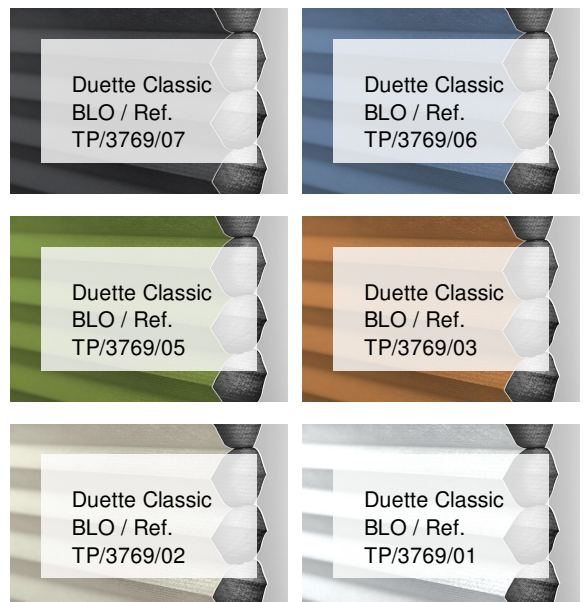 Duette Classic
BLO / Ref.
TP/3769/07
Duette Classic
BLO / Ref.
TP/3769/06
Duette Classic
BLO / Ref.
TP/3769/05
Duette Classic
BLO / Ref.
TP/3769/03
Duette Classic
BLO / Ref.
TP/3769/02
Duette Classic
BLO / Ref.
TP/3769/01